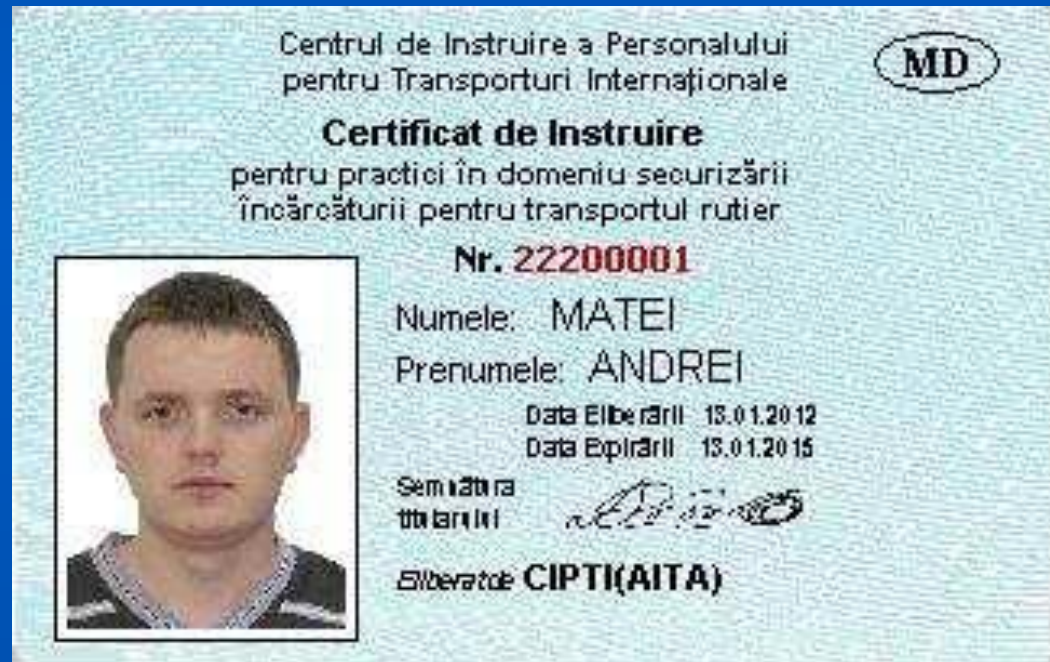 Centrul de Instruire a Personalului
pentru Transporturi Internaționale
MD
Certificat de Instruire
pentru practici în domeniu securizării
încărcăturii pentru transportul rutier
Nr. 22200001
Numele: MATEI
Prenumele: ANDREI
Data Eliberării 13.01.2012
Data Expirării 13.01.2015
Semnătura
titularului
Eliberat de CIPTI(AITA)